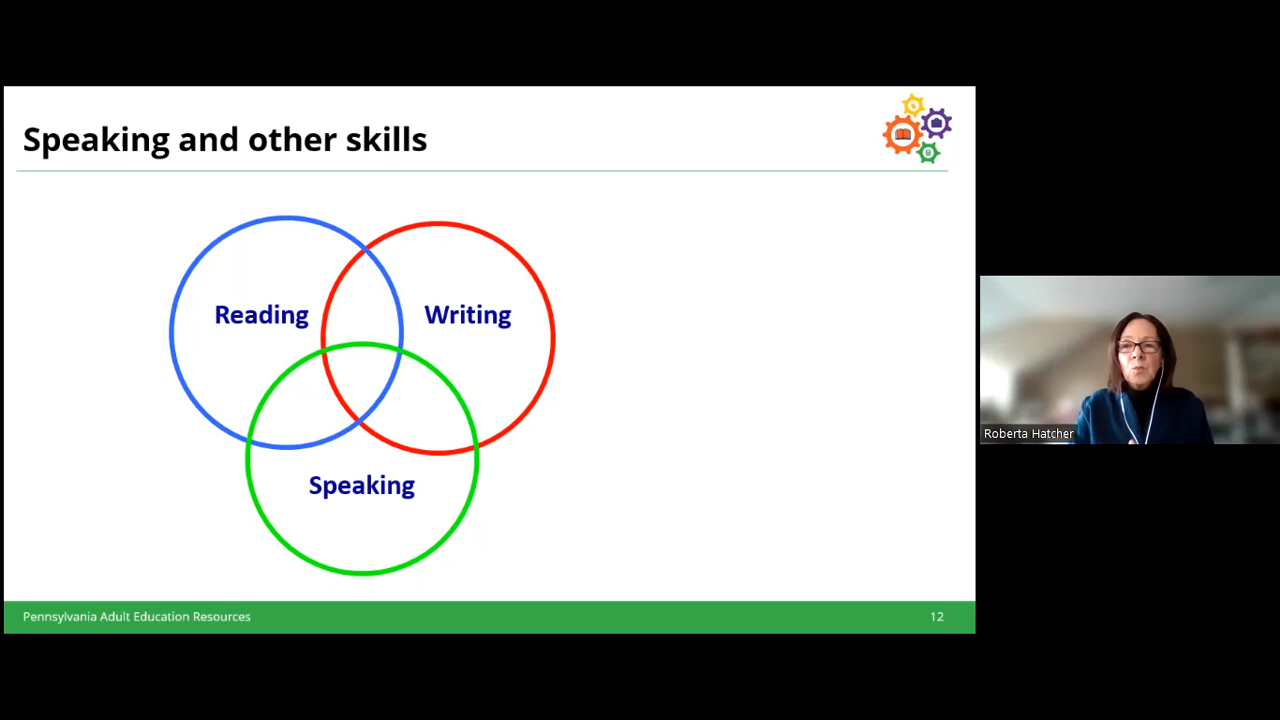 Speaking and other skills
Reading
Writing
Speaking
Roberta Hatcher
Pennsylvania Adult Education Resources
12